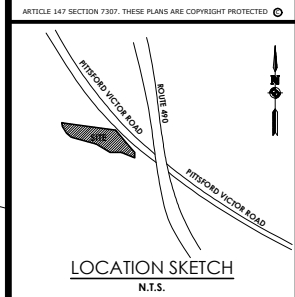 ARTICLE 147 SECTION 7307. THESE PLANS ARE COPYRIGHT PROTECTED ©
N
PITTSFORD VICTOR ROAD
ROUTE 490
SITE
PITTSFORD VICTOR ROAD
LOCATION SKETCH
N.T.S.